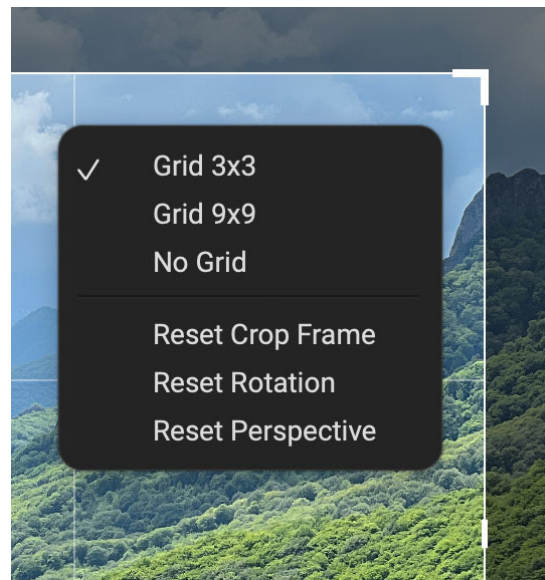 Grid 3x3
Grid 9x9
No Grid
Reset Crop Frame
Reset Rotation
Reset Perspective